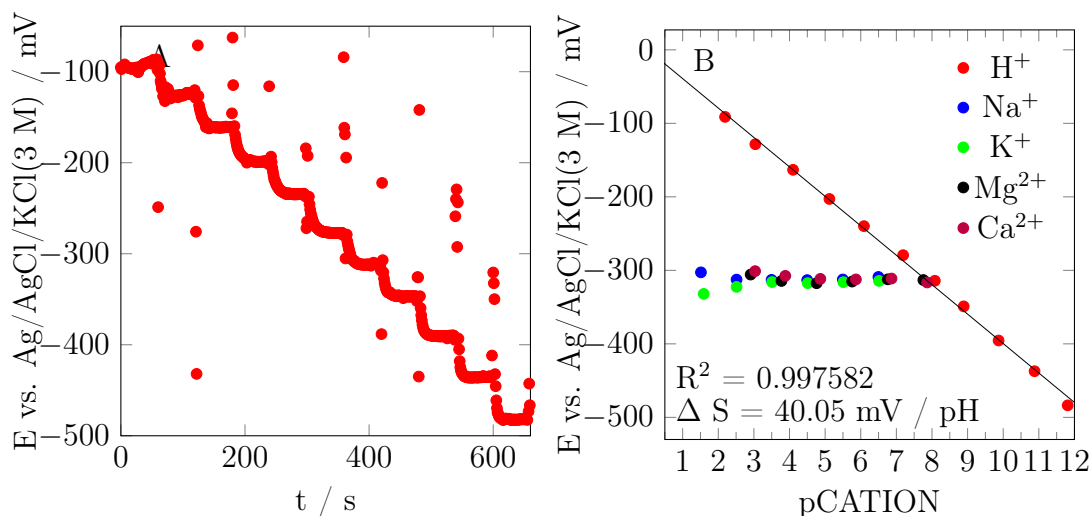 E vs. Ag/AgCl/KCl(3 M) / mV
A
−100
−200
−300
−400
−500
0
200
400
600
t / s
E vs. Ag/AgCl/KCl(3 M) / mV
B
0
−100
−200
−300
−400
−500
H⁺
Na⁺
K⁺
Mg²⁺
Ca²⁺
R² = 0.997582
Δ S = 40.05 mV / pH
1 2 3 4 5 6 7 8 9 10 11 12
pCATION